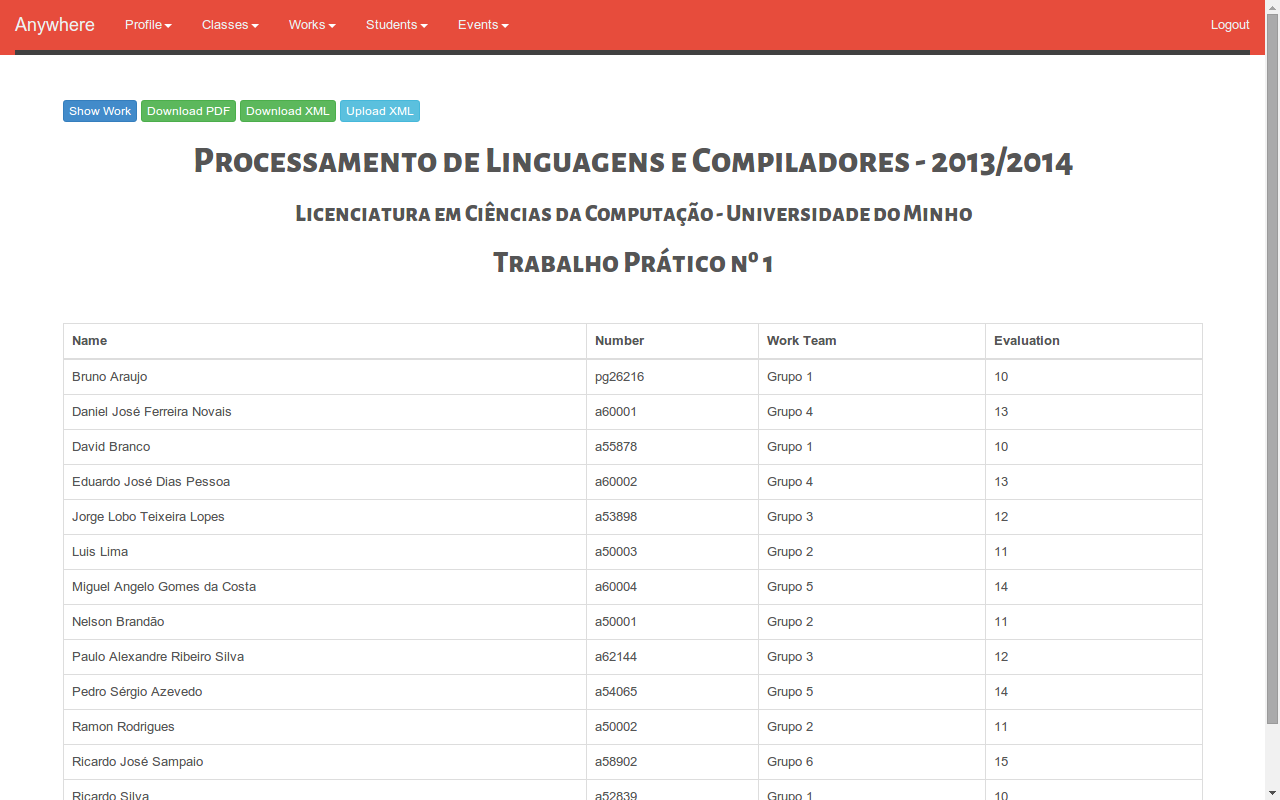 Anywhere Profile Classes Works Students Events Logout
Show Work Download PDF Download XML Upload XML
Processamento de Linguagens e Compiladores - 2013/2014
Licenciatura em Ciências da Computação - Universidade do Minho
Trabalho Prático nº 1
Name Number Work Team Evaluation
Bruno Araujo pg26216 Grupo 1 10
Daniel José Ferreira Novais a60001 Grupo 4 13
David Branco a55878 Grupo 1 10
Eduardo José Dias Pessoa a60002 Grupo 4 13
Jorge Lobo Teixeira Lopes a53898 Grupo 3 12
Luis Lima a50003 Grupo 2 11
Miguel Angelo Gomes da Costa a60004 Grupo 5 14
Nelson Brandão a50001 Grupo 2 11
Paulo Alexandre Ribeiro Silva a62144 Grupo 3 12
Pedro Sérgio Azevedo a54065 Grupo 5 14
Ramon Rodrigues a50002 Grupo 2 11
Ricardo José Sampaio a58902 Grupo 6 15
Ricardo Silva a52839 Grupo 1 10